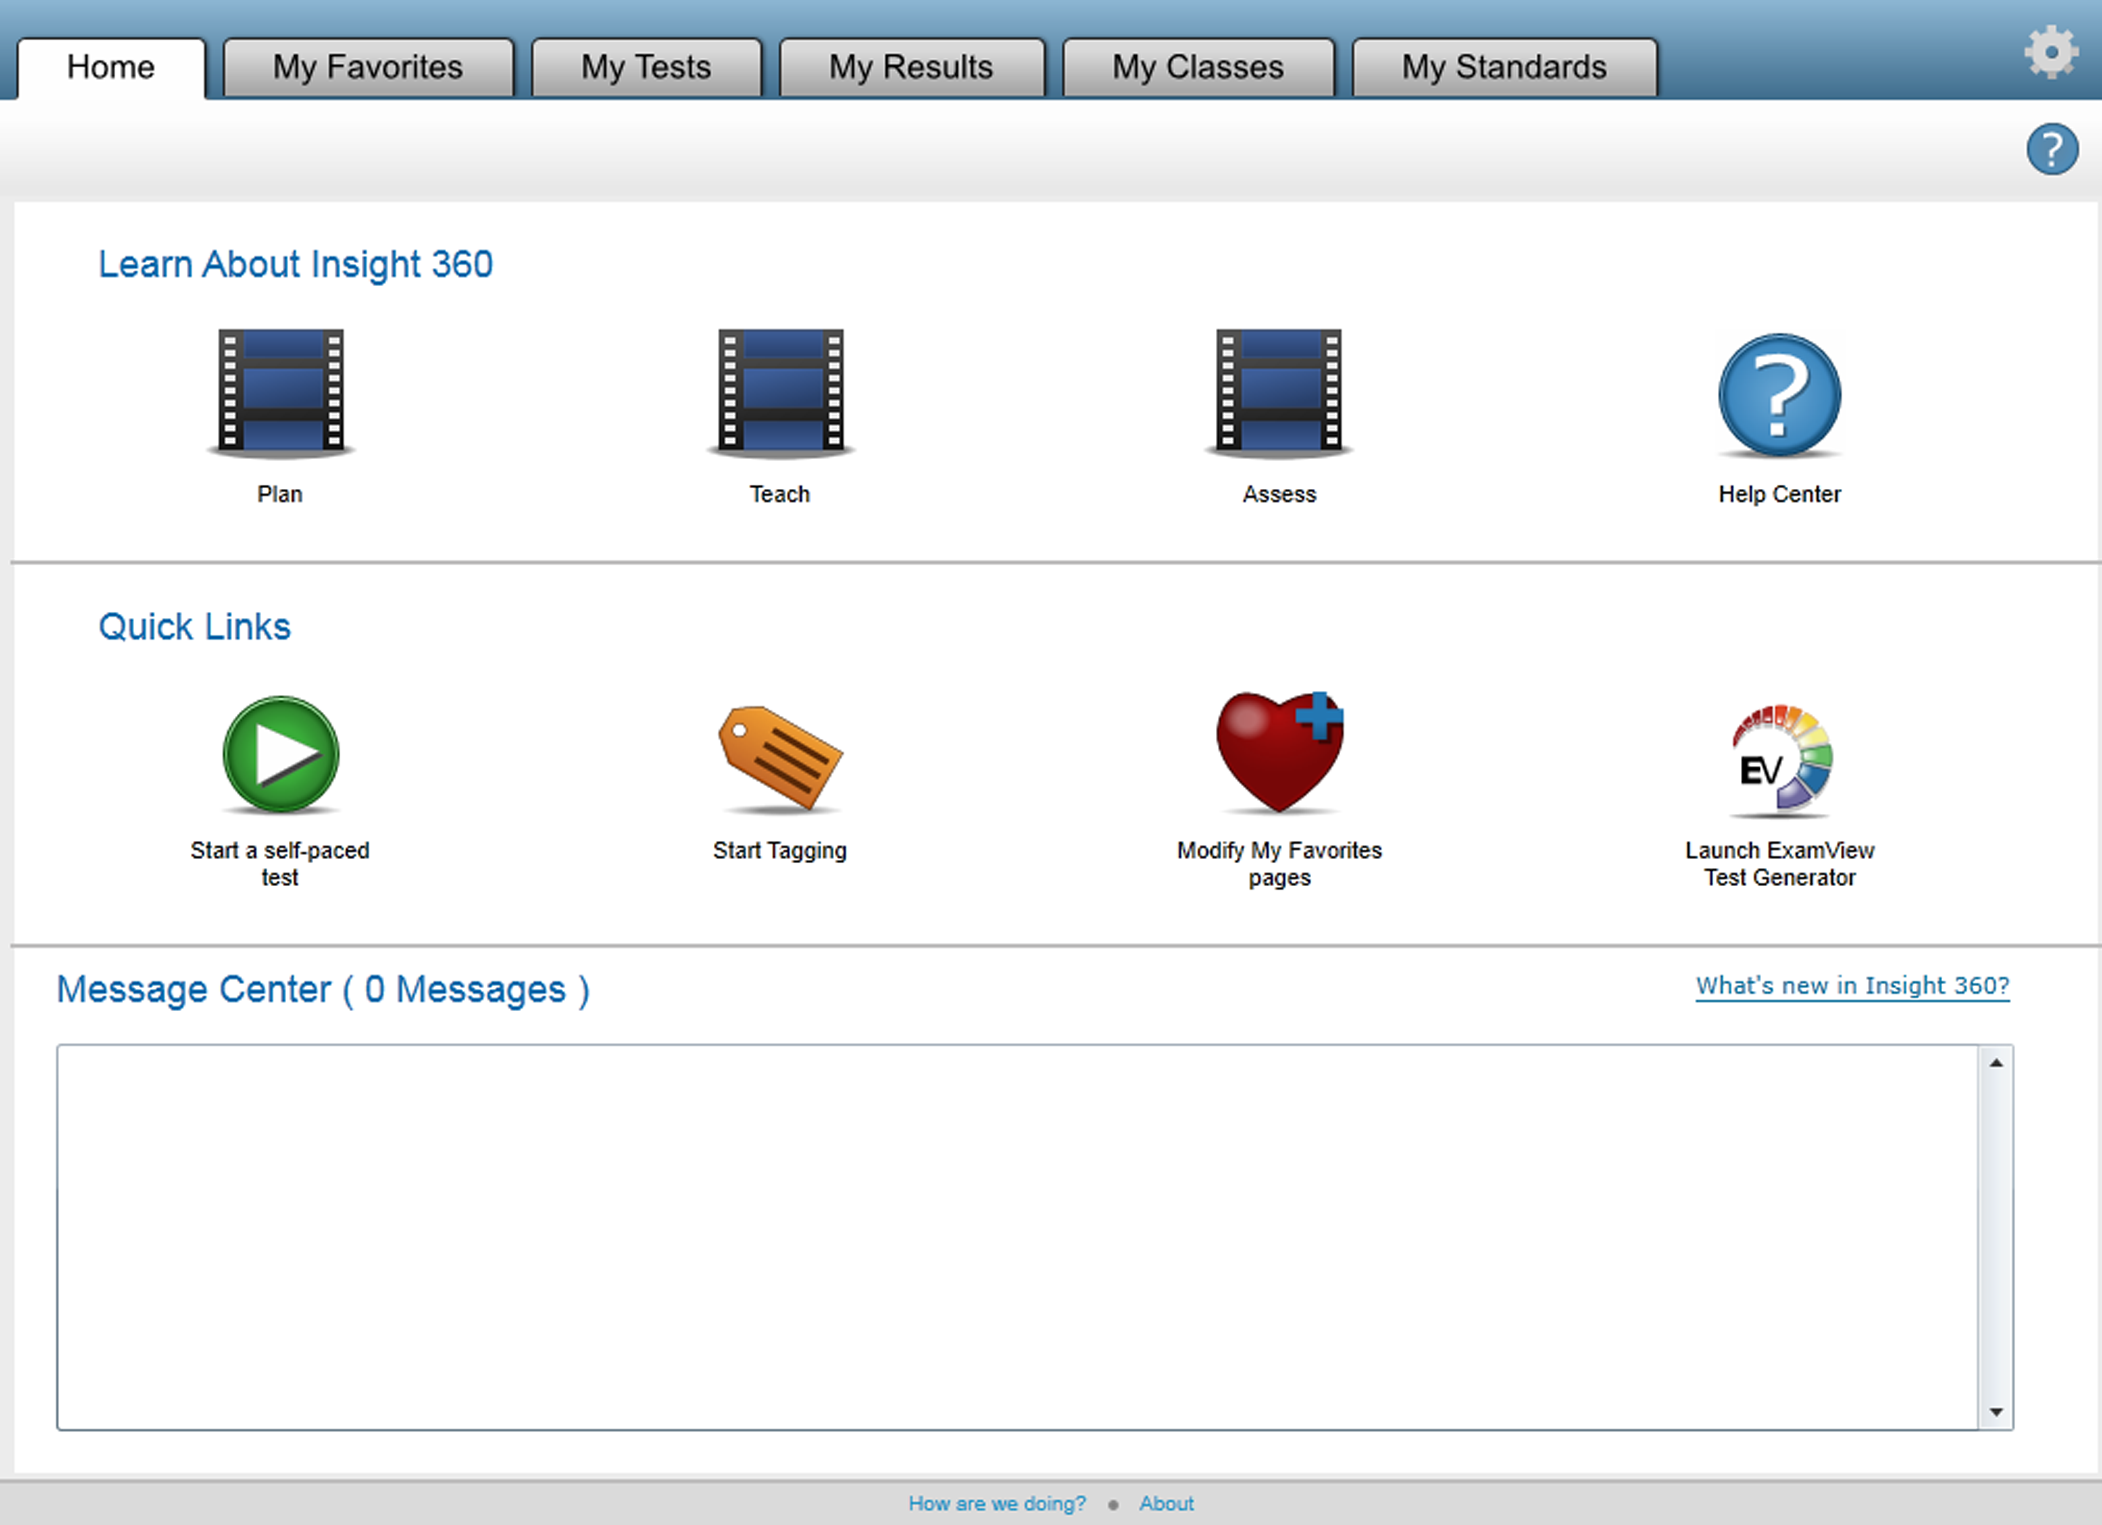 Home My Favorites My Tests My Results My Classes My Standards
?
Learn About Insight 360
?
Plan Teach Assess Help Center
Quick Links
EV
Start a self-paced Start Tagging Modify My Favorites Launch ExamView
test pages Test Generator
Message Center ( 0 Messages ) What's new in Insight 360?
How are we doing? • About